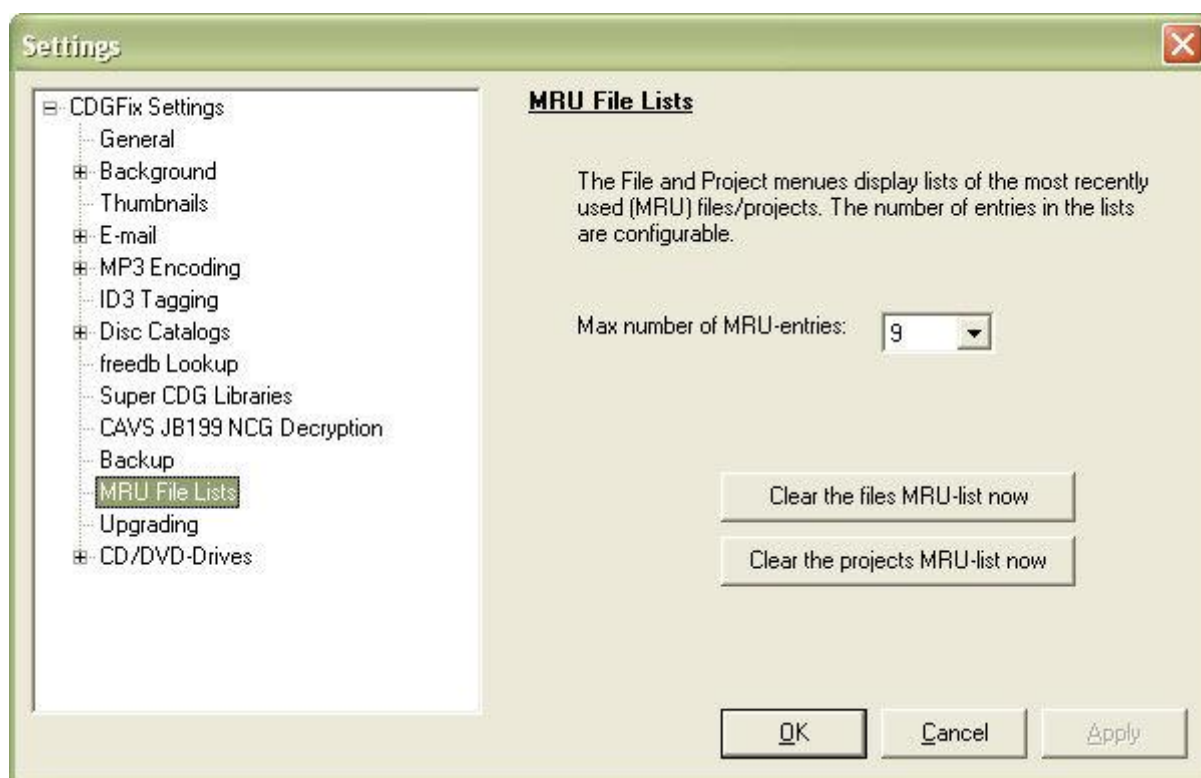 Settings
CDGFix Settings
General
Background
Thumbnails
E-mail
MP3 Encoding
ID3 Tagging
Disc Catalogs
freedb Lookup
Super CDG Libraries
CAVS JB199 NCG Decryption
Backup
MRU File Lists
Upgrading
CD/DVD-Drives
MRU File Lists
The File and Project menues display lists of the most recently
used (MRU) files/projects. The number of entries in the lists
are configurable.
Max number of MRU-entries: 9
Clear the files MRU-list now
Clear the projects MRU-list now
OK Cancel Apply